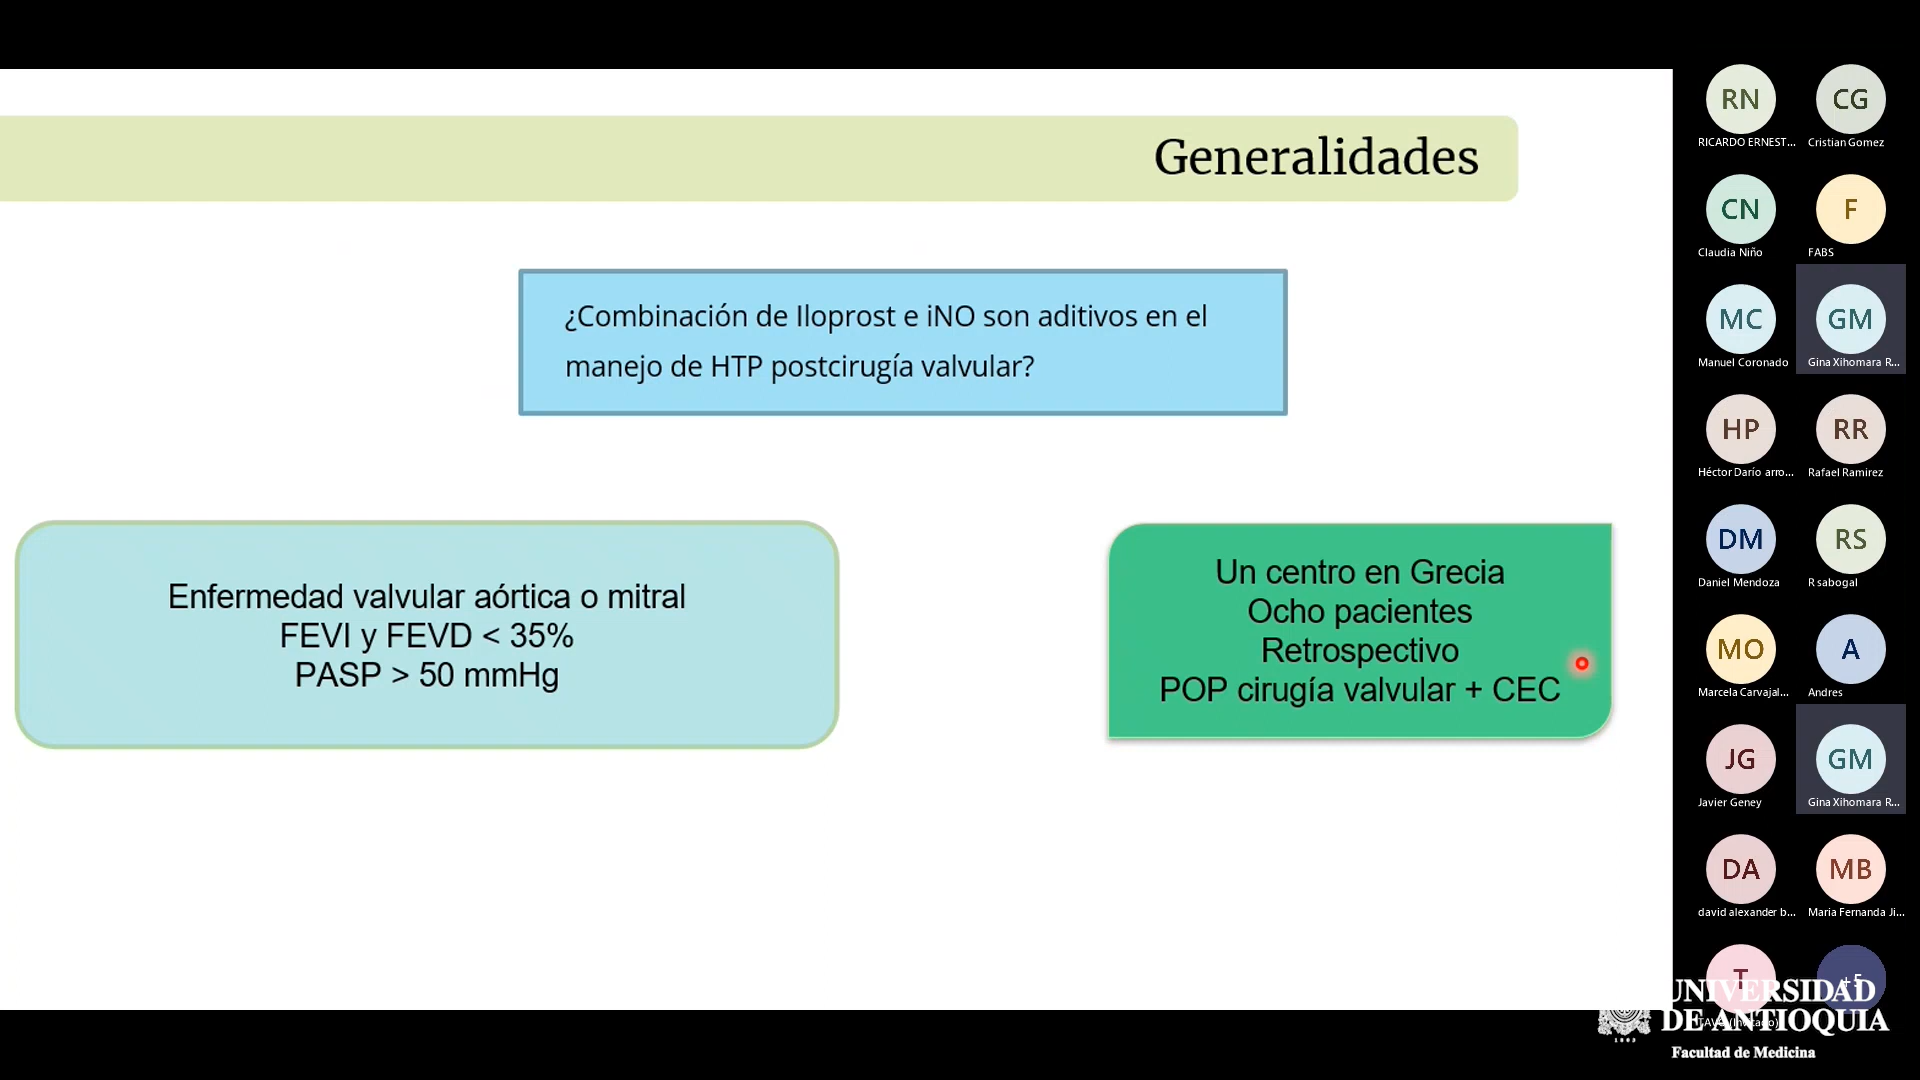 Generalidades
¿Combinación de Iloprost e iNO son aditivos en el
manejo de HTP postcirugía valvular?
Enfermedad valvular aórtica o mitral
FEVI y FEVD < 35%
PASP > 50 mmHg
Un centro en Grecia
Ocho pacientes
Retrospectivo
POP cirugía valvular + CEC
RN
RICARDO ERNEST...
CG
Cristian Gomez
CN
Claudia Niño
F
FABS
MC
Manuel Coronado
GM
Gina Xihomara R...
HP
Héctor Darío arro...
RR
Rafael Ramirez
DM
Daniel Mendoza
RS
R sabogal
MO
Marcela Carvajal...
A
Andres
JG
Javier Geney
GM
Gina Xihomara R...
DA
david alexander b...
MB
Maria Fernanda Ji...
T
+5
UNIVERSIDAD
DE ANTIOQUIA
1803
Facultad de Medicina